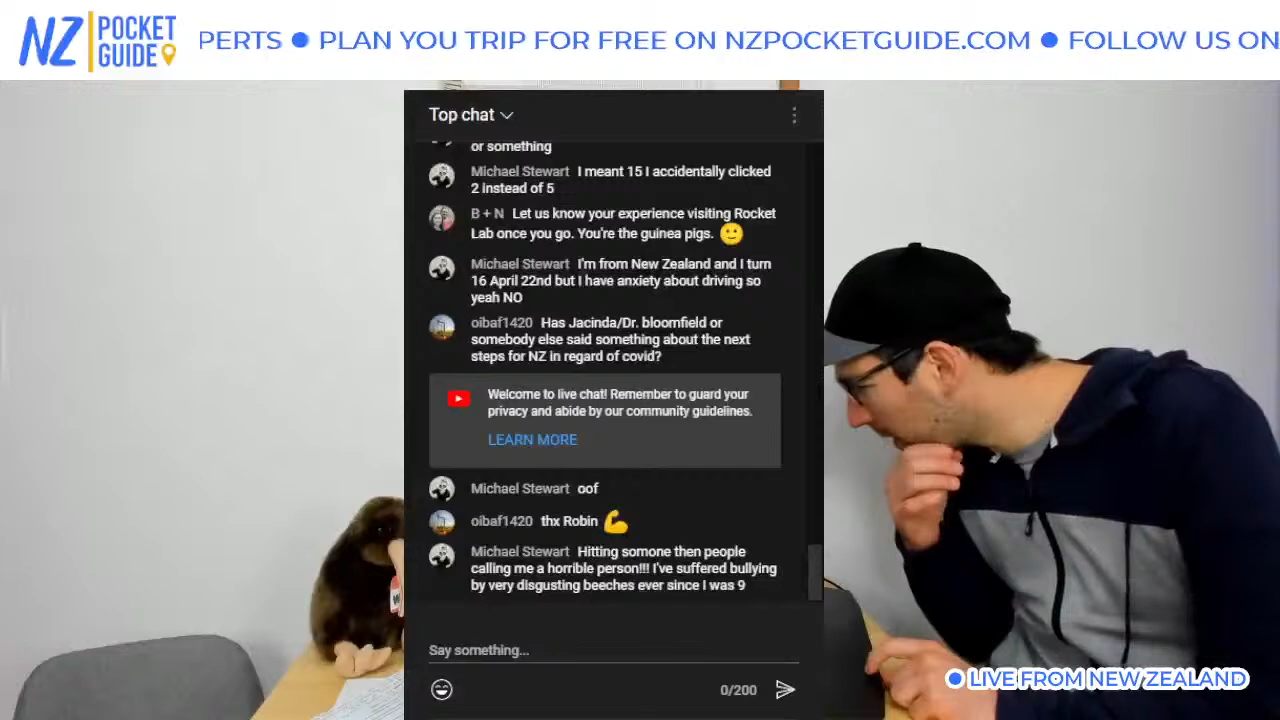 NZ POCKET GUIDE
PERTS ● PLAN YOU TRIP FOR FREE ON NZPOCKETGUIDE.COM ● FOLLOW US ON
Top chat
or something
Michael Stewart I meant 15 I accidentally clicked
2 instead of 5
B + N Let us know your experience visiting Rocket
Lab once you go. You're the guinea pigs. 🙂
Michael Stewart I'm from New Zealand and I turn
16 April 22nd but I have anxiety about driving so
yeah NO
oibaf1420 Has Jacinda/Dr. bloomfield or
somebody else said something about the next
steps for NZ in regard of covid?
Welcome to live chat! Remember to guard your
privacy and abide by our community guidelines.
LEARN MORE
Michael Stewart oof
oibaf1420 thx Robin 💪
Michael Stewart Hitting somone then people
calling me a horrible person!!! I've suffered bullying
by very disgusting beeches ever since I was 9
Say something...
0/200
● LIVE FROM NEW ZEALAND